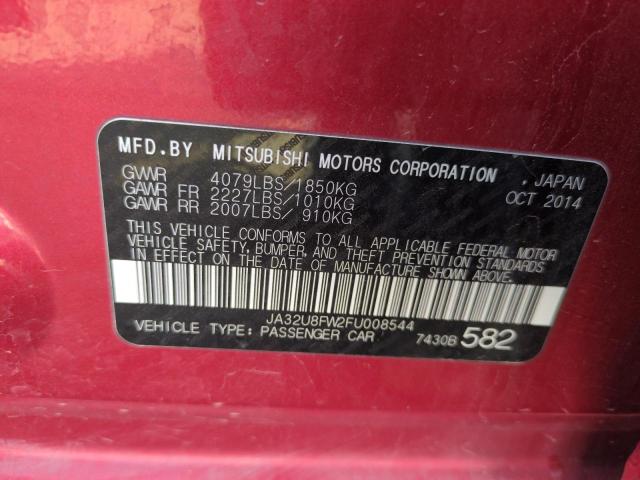 MFD.BY MITSUBISHI MOTORS CORPORATION, JAPAN
GVWR 4079LBS/1850KG OCT 2014
GAWR FR 2227LBS/1010KG
GAWR RR 2007LBS/ 910KG
THIS VEHICLE CONFORMS TO ALL APPLICABLE FEDERAL MOTOR
VEHICLE SAFETY, BUMPER, AND THEFT PREVENTION STANDARDS
IN EFFECT ON THE DATE OF MANUFACTURE SHOWN ABOVE.
JA32U8FW2FU008544
VEHICLE TYPE: PASSENGER CAR 7430B 582